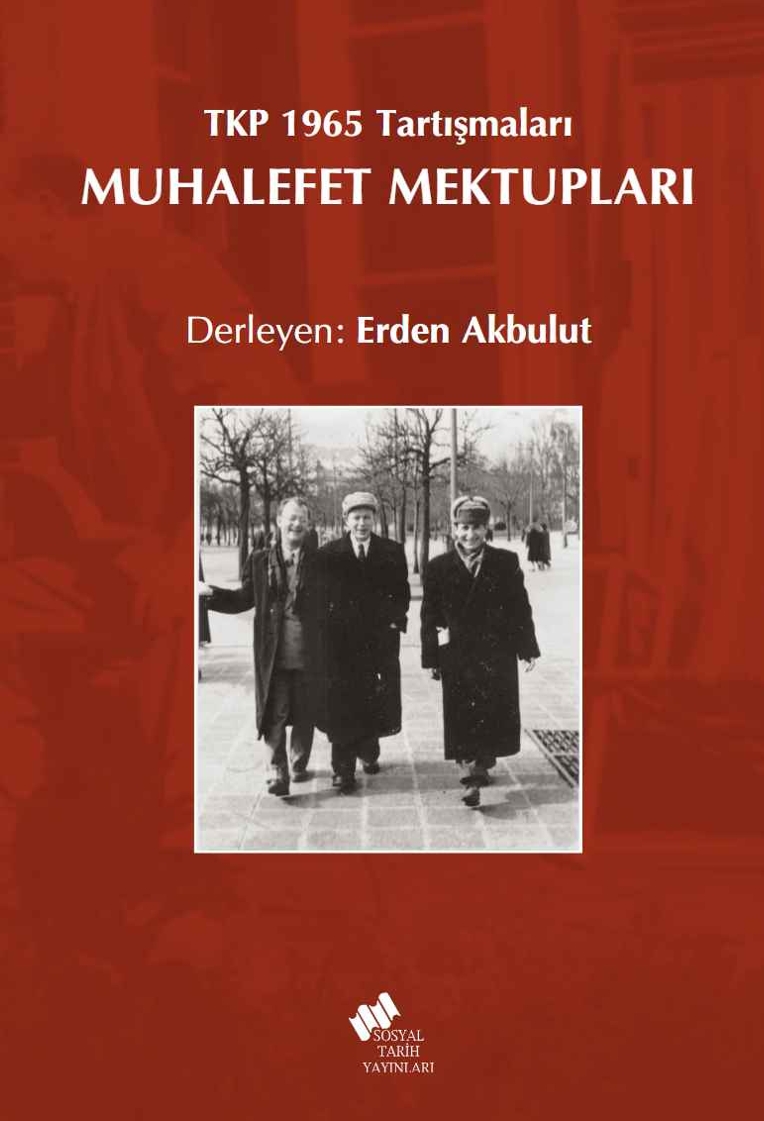 TKP 1965 Tartışmaları
MUHALEFET MEKTUPLARI
Derleyen: Erden Akbulut
SOSYAL
TARİH
YAYINLARI